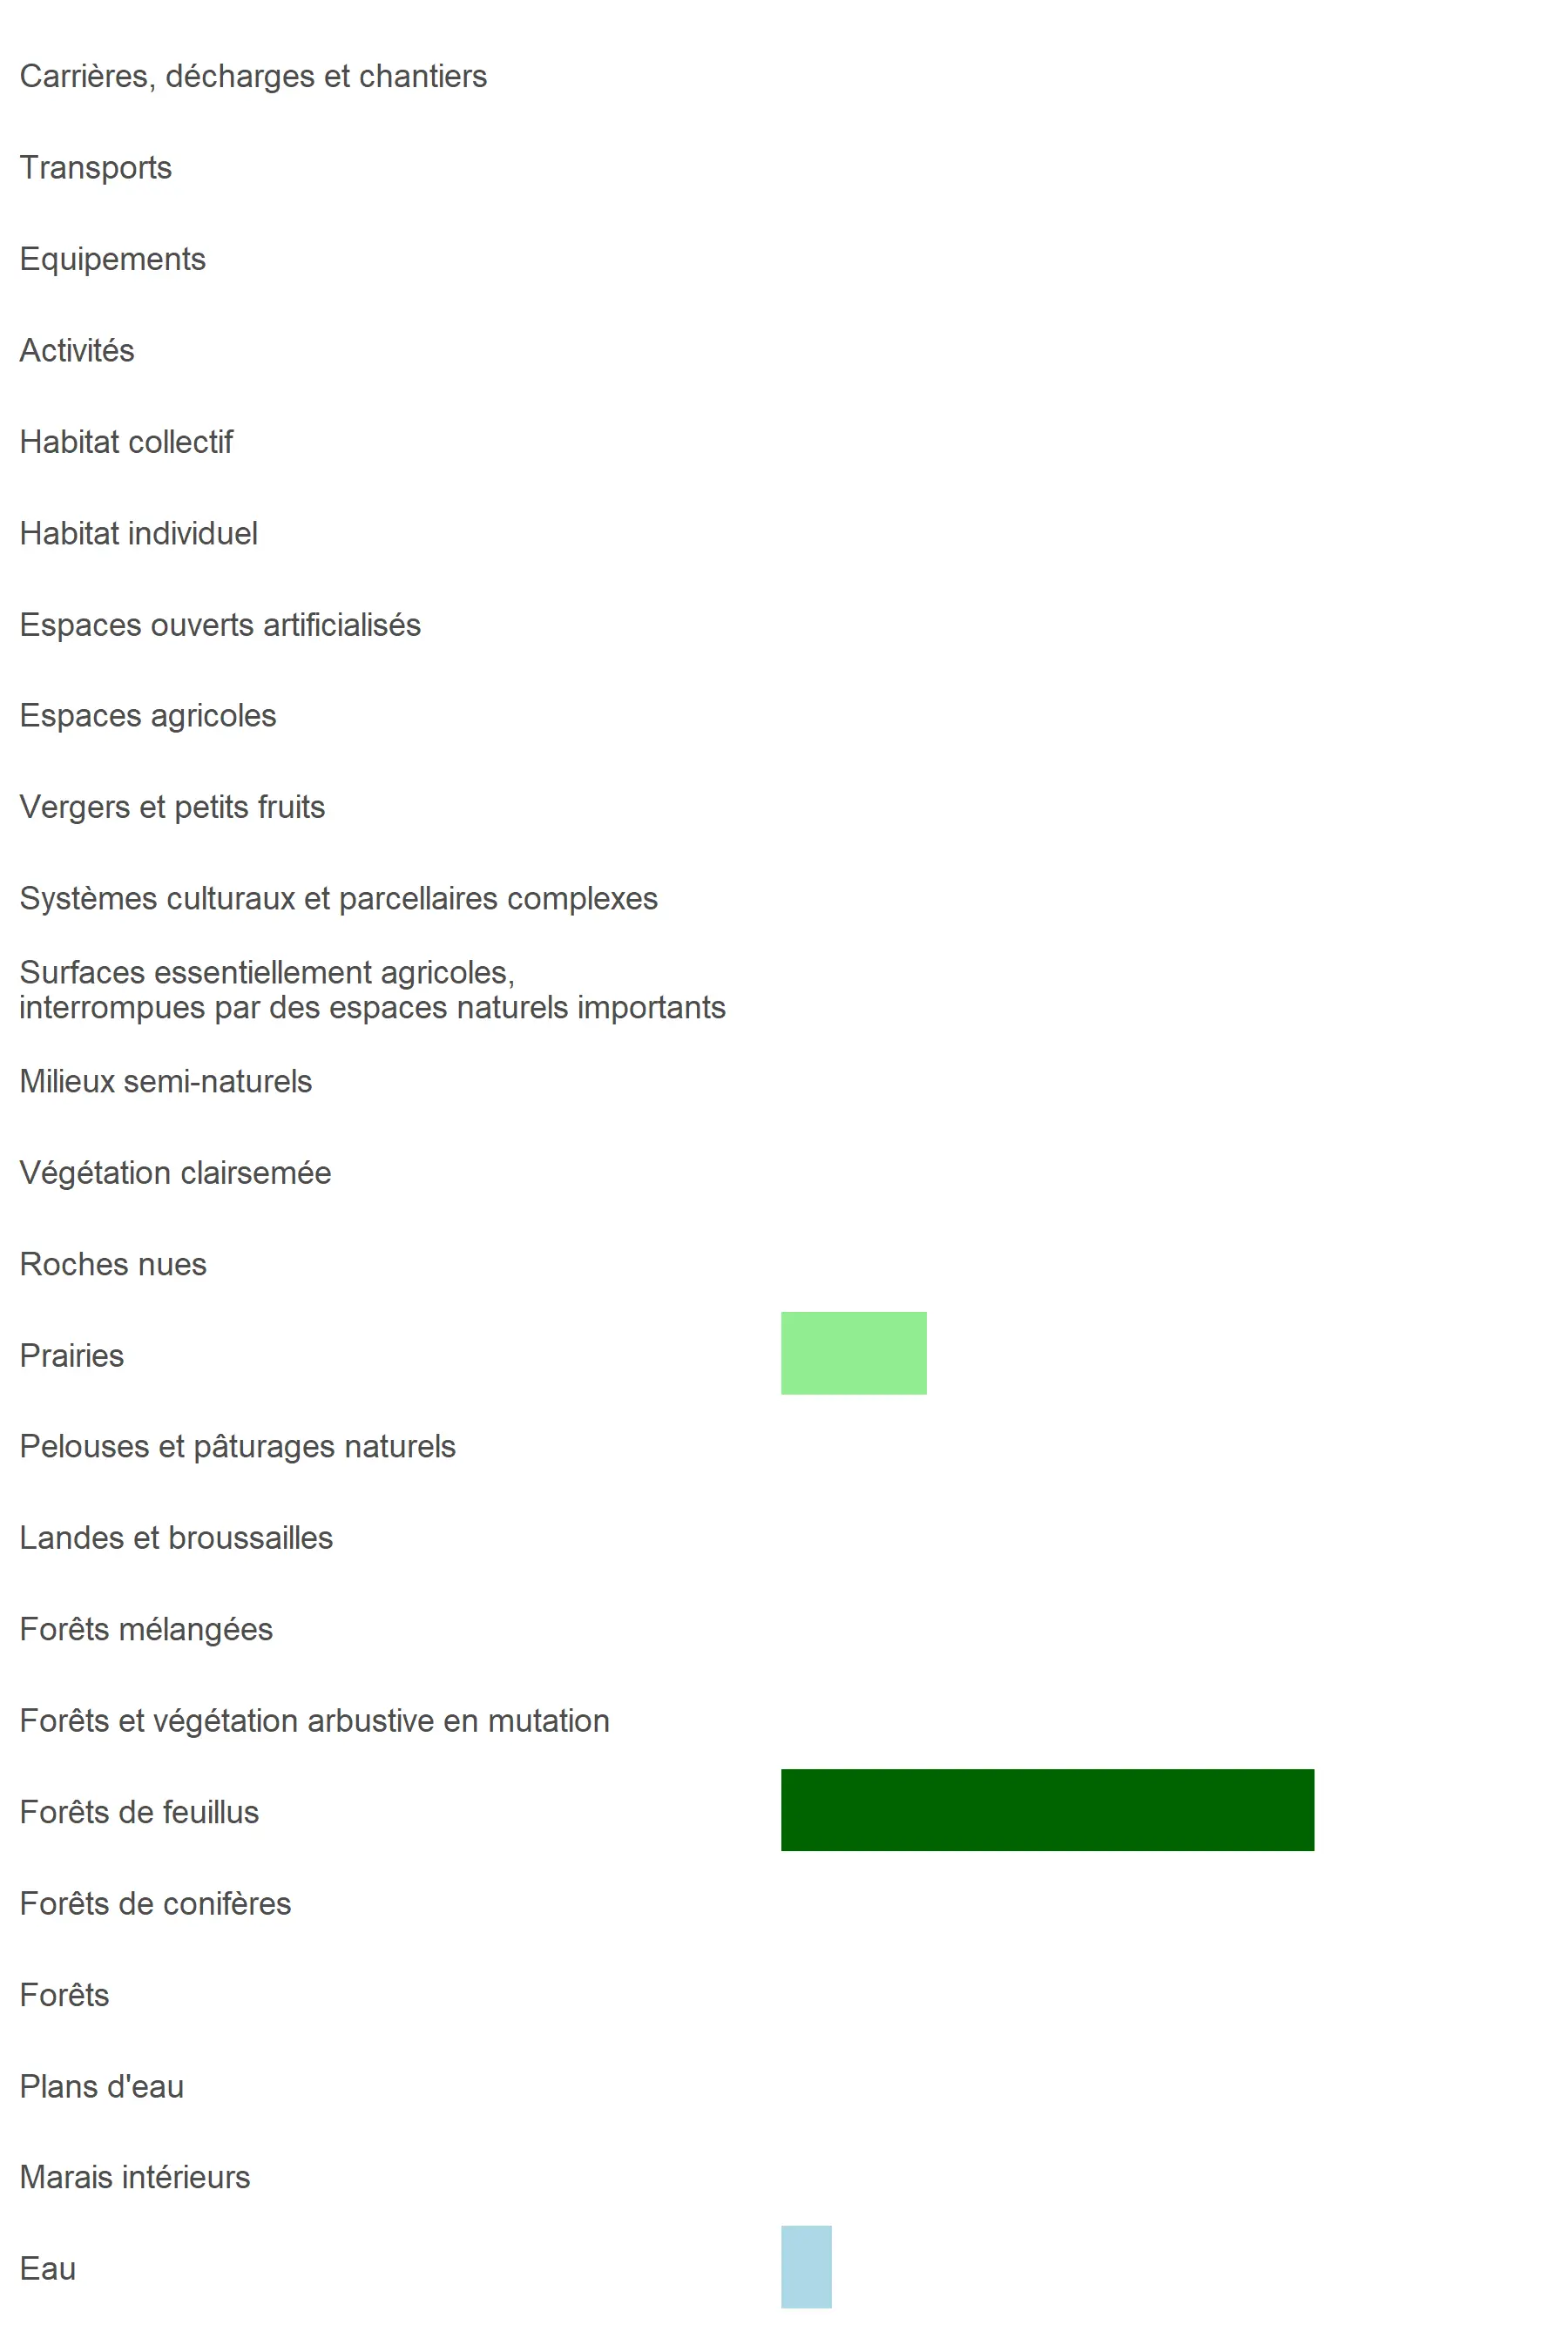 Carrières, décharges et chantiers
Transports
Equipements
Activités
Habitat collectif
Habitat individuel
Espaces ouverts artificialisés
Espaces agricoles
Vergers et petits fruits
Systèmes culturaux et parcellaires complexes
Surfaces essentiellement agricoles,
interrompues par des espaces naturels importants
Milieux semi-naturels
Végétation clairsemée
Roches nues
Prairies
Pelouses et pâturages naturels
Landes et broussailles
Forêts mélangées
Forêts et végétation arbustive en mutation
Forêts de feuillus
Forêts de conifères
Forêts
Plans d'eau
Marais intérieurs
Eau